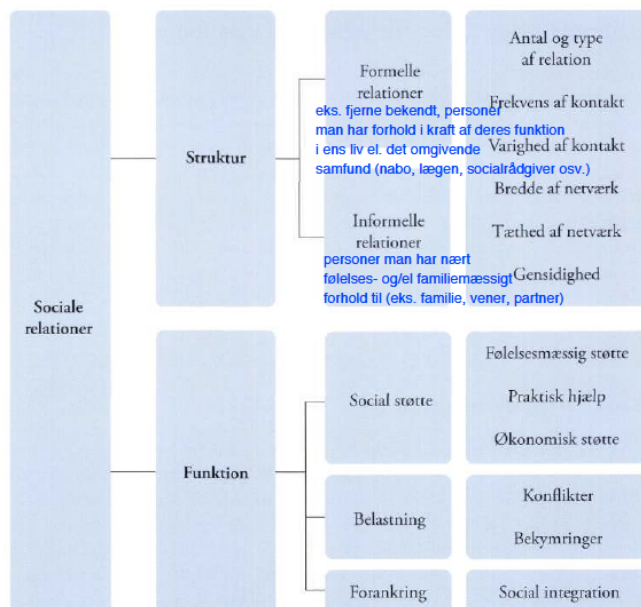 Sociale
relationer
Struktur
Formelle
relationer
eks. fjerne bekendt, personer
man har forhold i kraft af deres funktion
i ens liv el. det omgivende
samfund (nabo, lægen, socialrådgiver osv.)
Informelle
relationer
personer man har nært
følelses- og/el familiemæssigt
forhold til (eks. familie, vener, partner)
Antal og type
af relation
Frekvens af kontakt
Varighed af kontakt
Bredde af netværk
Tæthed af netværk
Gensidighed
Funktion
Social støtte
Følelsesmæssig støtte
Praktisk hjælp
Økonomisk støtte
Belastning
Konflikter
Bekymringer
Forankring
Social integration